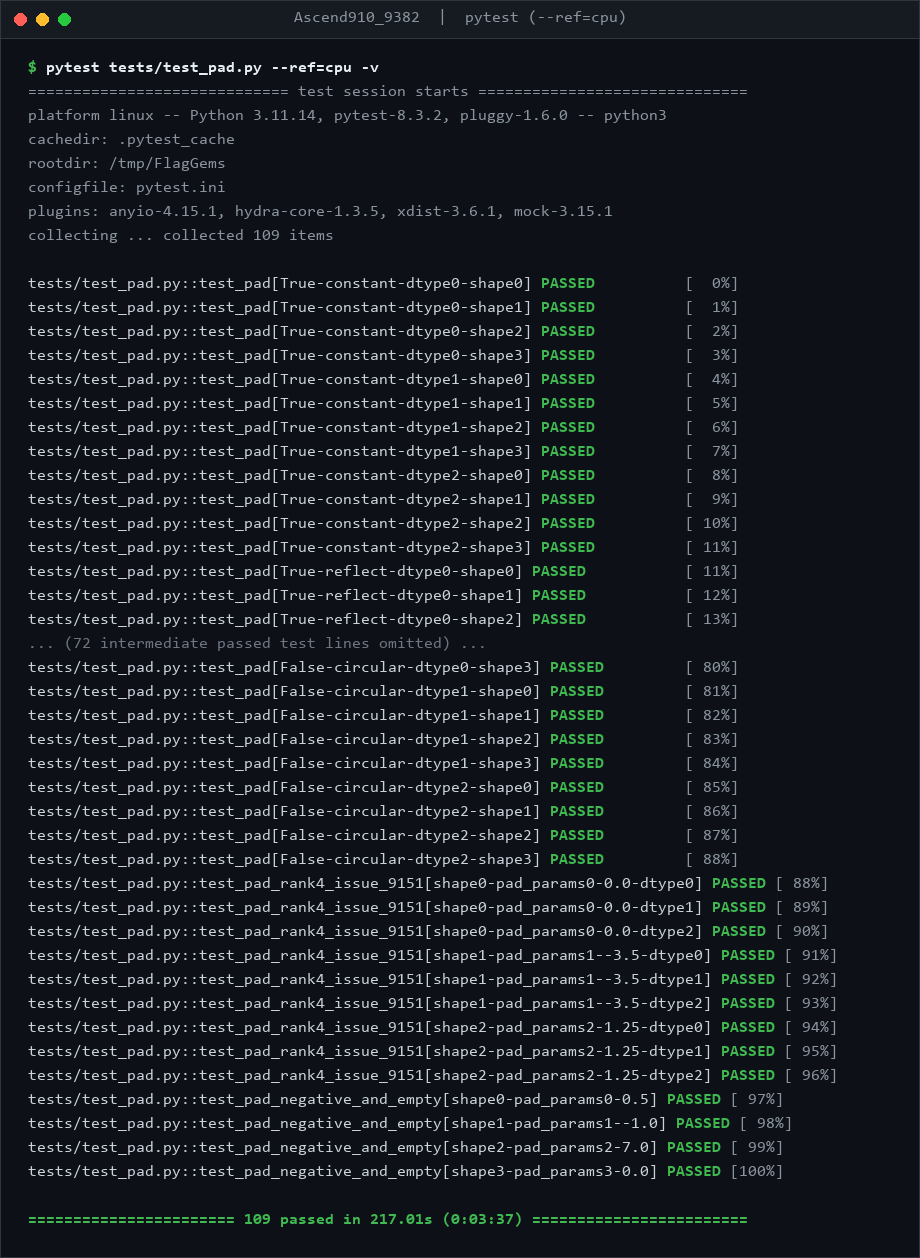 Ascend910_9382 | pytest (--ref=cpu)
$ pytest tests/test_pad.py --ref=cpu -v
============================= test session starts ==============================
platform linux -- Python 3.11.14, pytest-8.3.2, pluggy-1.6.0 -- python3
cachedir: .pytest_cache
rootdir: /tmp/FlagGems
configfile: pytest.ini
plugins: anyio-4.15.1, hydra-core-1.3.5, xdist-3.6.1, mock-3.15.1
collecting ... collected 109 items
tests/test_pad.py::test_pad[True-constant-dtype0-shape0] PASSED          [  0%]
tests/test_pad.py::test_pad[True-constant-dtype0-shape1] PASSED          [  1%]
tests/test_pad.py::test_pad[True-constant-dtype0-shape2] PASSED          [  2%]
tests/test_pad.py::test_pad[True-constant-dtype0-shape3] PASSED          [  3%]
tests/test_pad.py::test_pad[True-constant-dtype1-shape0] PASSED          [  4%]
tests/test_pad.py::test_pad[True-constant-dtype1-shape1] PASSED          [  5%]
tests/test_pad.py::test_pad[True-constant-dtype1-shape2] PASSED          [  6%]
tests/test_pad.py::test_pad[True-constant-dtype1-shape3] PASSED          [  7%]
tests/test_pad.py::test_pad[True-constant-dtype2-shape0] PASSED          [  8%]
tests/test_pad.py::test_pad[True-constant-dtype2-shape1] PASSED          [  9%]
tests/test_pad.py::test_pad[True-constant-dtype2-shape2] PASSED          [ 10%]
tests/test_pad.py::test_pad[True-constant-dtype2-shape3] PASSED          [ 11%]
tests/test_pad.py::test_pad[True-reflect-dtype0-shape0] PASSED           [ 11%]
tests/test_pad.py::test_pad[True-reflect-dtype0-shape1] PASSED           [ 12%]
tests/test_pad.py::test_pad[True-reflect-dtype0-shape2] PASSED           [ 13%]
... (72 intermediate passed test lines omitted) ...
tests/test_pad.py::test_pad[False-circular-dtype0-shape3] PASSED         [ 80%]
tests/test_pad.py::test_pad[False-circular-dtype1-shape0] PASSED         [ 81%]
tests/test_pad.py::test_pad[False-circular-dtype1-shape1] PASSED         [ 82%]
tests/test_pad.py::test_pad[False-circular-dtype1-shape2] PASSED         [ 83%]
tests/test_pad.py::test_pad[False-circular-dtype1-shape3] PASSED         [ 84%]
tests/test_pad.py::test_pad[False-circular-dtype2-shape0] PASSED         [ 85%]
tests/test_pad.py::test_pad[False-circular-dtype2-shape1] PASSED         [ 86%]
tests/test_pad.py::test_pad[False-circular-dtype2-shape2] PASSED         [ 87%]
tests/test_pad.py::test_pad[False-circular-dtype2-shape3] PASSED         [ 88%]
tests/test_pad.py::test_pad_rank4_issue_9151[shape0-pad_params0-0.0-dtype0] PASSED [ 88%]
tests/test_pad.py::test_pad_rank4_issue_9151[shape0-pad_params0-0.0-dtype1] PASSED [ 89%]
tests/test_pad.py::test_pad_rank4_issue_9151[shape0-pad_params0-0.0-dtype2] PASSED [ 90%]
tests/test_pad.py::test_pad_rank4_issue_9151[shape1-pad_params1--3.5-dtype0] PASSED [ 91%]
tests/test_pad.py::test_pad_rank4_issue_9151[shape1-pad_params1--3.5-dtype1] PASSED [ 92%]
tests/test_pad.py::test_pad_rank4_issue_9151[shape1-pad_params1--3.5-dtype2] PASSED [ 93%]
tests/test_pad.py::test_pad_rank4_issue_9151[shape2-pad_params2-1.25-dtype0] PASSED [ 94%]
tests/test_pad.py::test_pad_rank4_issue_9151[shape2-pad_params2-1.25-dtype1] PASSED [ 95%]
tests/test_pad.py::test_pad_rank4_issue_9151[shape2-pad_params2-1.25-dtype2] PASSED [ 96%]
tests/test_pad.py::test_pad_negative_and_empty[shape0-pad_params0-0.5] PASSED [ 97%]
tests/test_pad.py::test_pad_negative_and_empty[shape1-pad_params1--1.0] PASSED [ 98%]
tests/test_pad.py::test_pad_negative_and_empty[shape2-pad_params2-7.0] PASSED [ 99%]
tests/test_pad.py::test_pad_negative_and_empty[shape3-pad_params3-0.0] PASSED [100%]
======================= 109 passed in 217.01s (0:03:37) ========================